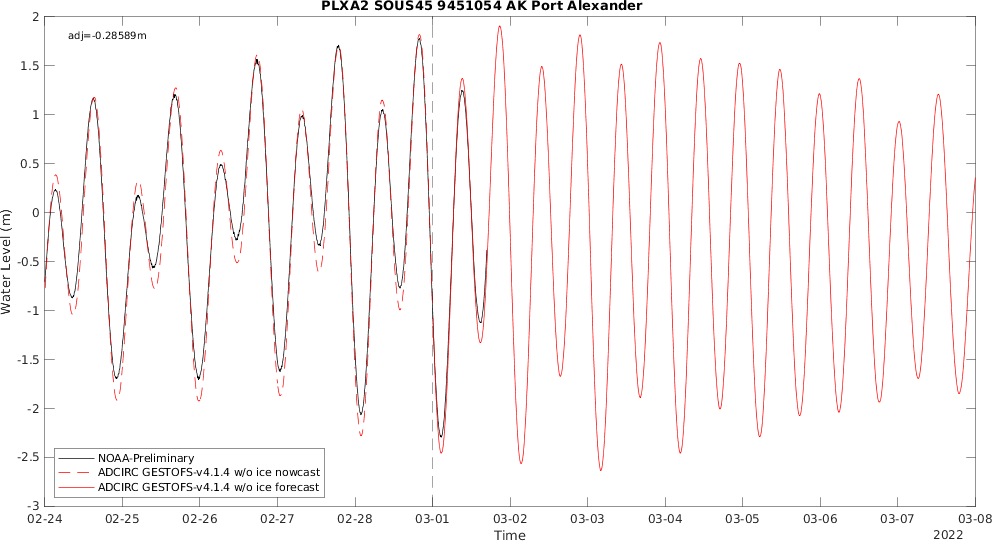 PLXA2 SOUS45 9451054 AK Port Alexander
adj=-0.28589m
2
1.5
1
0.5
0
-0.5
-1
-1.5
-2
-2.5
-3
Water Level (m)
NOAA-Preliminary
ADCIRC GESTOFS-v4.1.4 w/o ice nowcast
ADCIRC GESTOFS-v4.1.4 w/o ice forecast
02-24 02-25 02-26 02-27 02-28 03-01 03-02 03-03 03-04 03-05 03-06 03-07 03-08
Time
2022